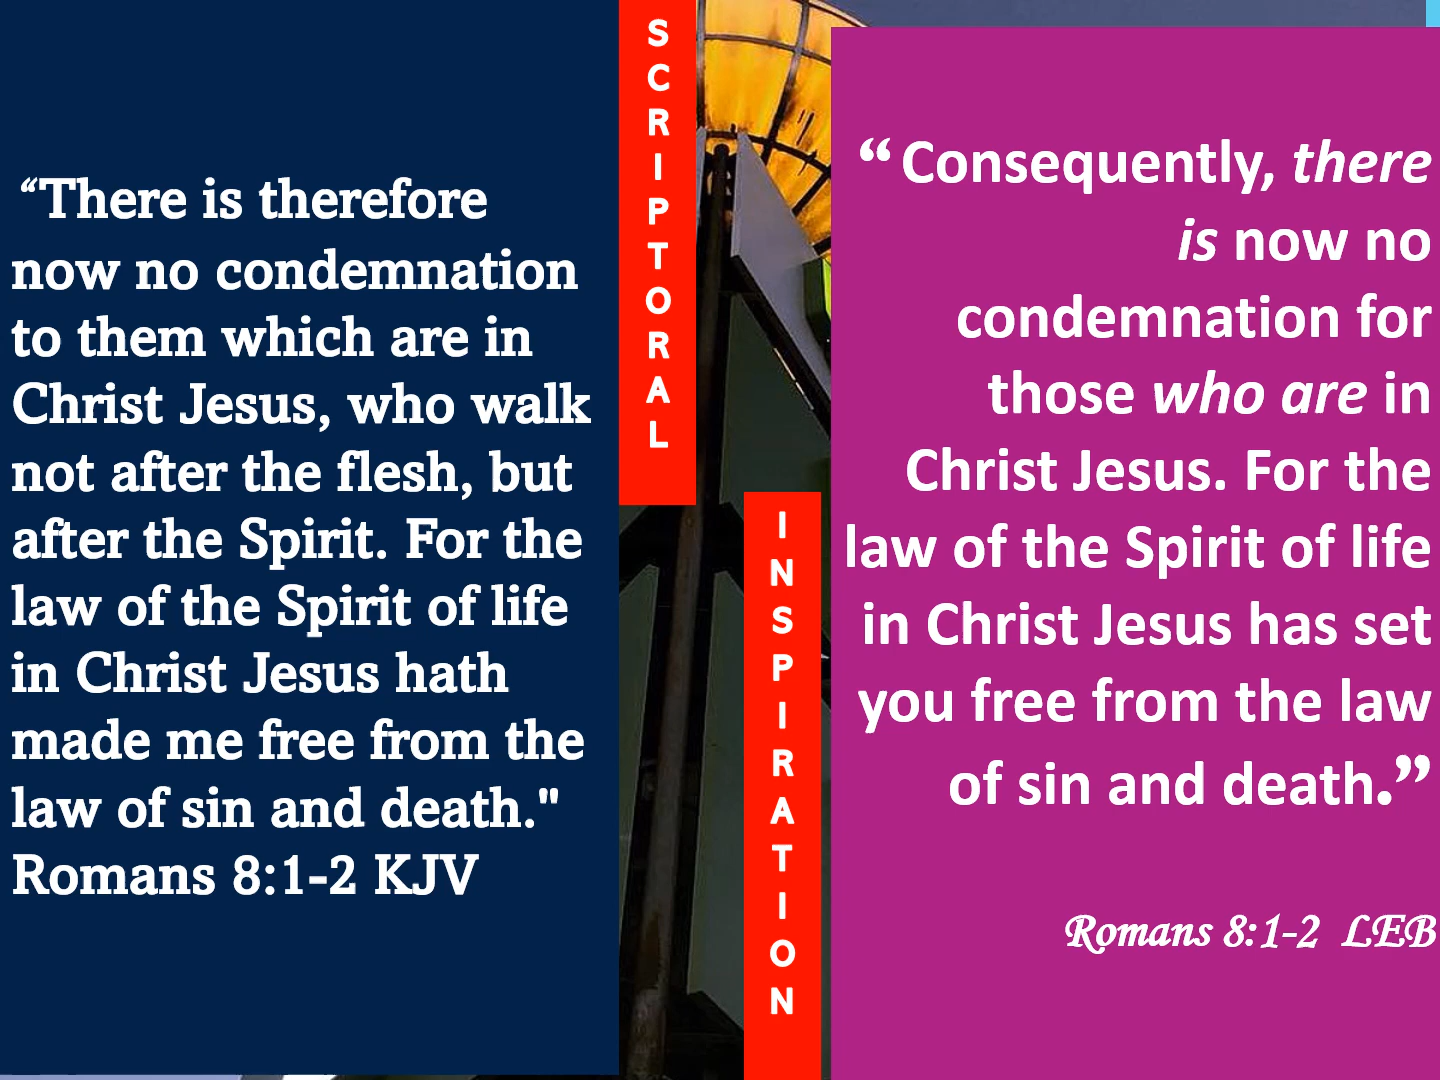 “There is therefore
now no condemnation
to them which are in
Christ Jesus, who walk
not after the flesh, but
after the Spirit. For the
law of the Spirit of life
in Christ Jesus hath
made me free from the
law of sin and death."
Romans 8:1-2 KJV
SCRIPTORAL
INSPIRATION
“Consequently, there
is now no
condemnation for
those who are in
Christ Jesus. For the
law of the Spirit of life
in Christ Jesus has set
you free from the law
of sin and death.”
Romans 8:1-2 LEB